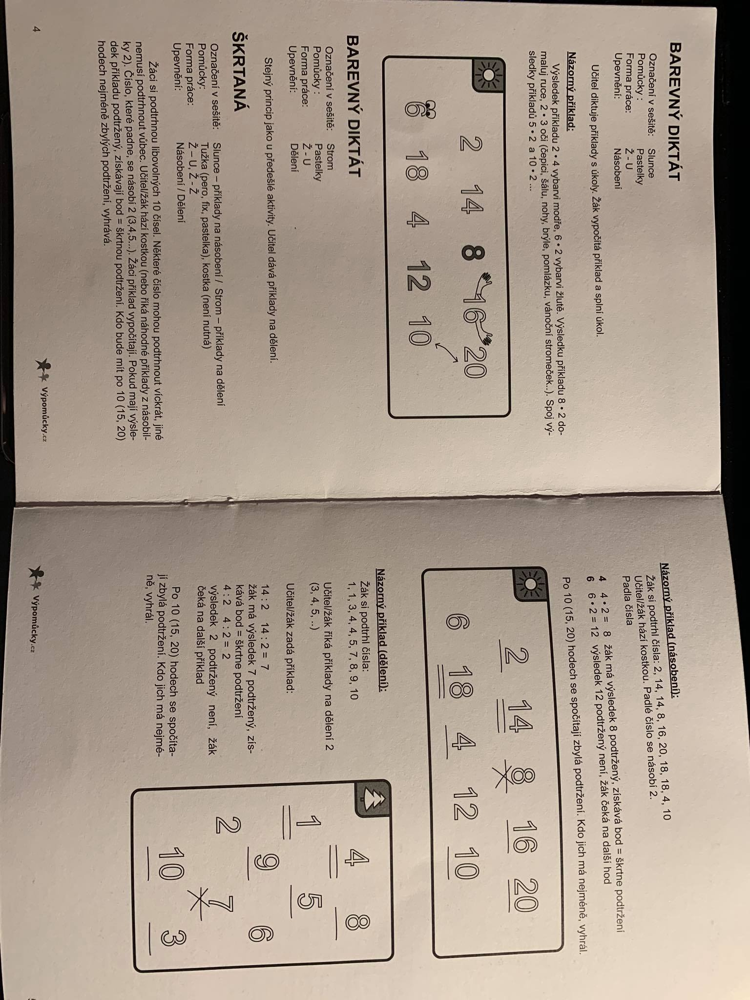 BAREVNÝ DIKTÁT
Označení v sešitě: Slunce
Pomůcky : Pastelky
Forma práce: Ž - U
Upevnění: Násobení
Učitel diktuje příklady s úkoly. Žák vypočítá příklad a splní úkol.
Názorný příklad:
Výsledek příkladu 2 • 4 vybarvi modře, 6 • 2 vybarvi žlutě. Výsledku příkladu 8 • 2 do-
maluj ruce, 2 • 3 oči (čepici, šálu, nohy, brýle, pomlázku, vánoční stromeček..). Spoj vý-
sledky příkladů 5 • 2 a 10 • 2 ...
2 14 8 16 20
6 18 4 12 10
BAREVNÝ DIKTÁT
Označení v sešitě: Strom
Pomůcky : Pastelky
Forma práce: Ž - U
Upevnění: Dělení
Stejný princip jako u předešlé aktivity. Učitel dává příklady na dělení.
ŠKRTANÁ
Označení v sešitě: Slunce – příklady na násobení / Strom – příklady na dělení
Pomůcky: Tužka (pero, fix, pastelka), kostka (není nutná)
Forma práce: Ž – U, Ž - Ž
Upevnění: Násobení / Dělení
Žáci si podtrhnou libovolných 10 čísel. Některé číslo mohou podtrhnout víckrát, jiné
nemusí podtrhnout vůbec. Učitel/žák hází kostkou (nebo říká náhodné příklady z násobil-
ky 2). Číslo, které padne, se násobí 2 (3,4,5...). Žáci příklad vypočítají. Pokud mají výsle-
dek příkladu podtržený, získávají bod = škrtnou podtržení. Kdo bude mít po 10 (15, 20)
hodech nejméně zbylých podtržení, vyhrává.
4
Výpomůcky.cz
Názorný příklad (násobení):
Žák si podtrhl čísla: 2, 14, 14, 8, 16, 20, 18, 18, 4, 10
Učitel/žák hází kostkou. Padlé číslo se násobí 2.
Padla čísla
4 4 • 2 = 8 žák má výsledek 8 podtržený, získává bod = škrtne podtržení
6 6 • 2 = 12 výsledek 12 podtržený není, žák čeká na další hod
Po 10 (15, 20) hodech se spočítají zbylá podtržení. Kdo jich má nejméně, vyhrál.
2 14 8 16 20
6 18 4 12 10
Názorný příklad (dělení):
Žák si podtrhl čísla:
1, 1, 3, 4, 4, 5, 7, 8, 9, 10
Učitel/žák říká příklady na dělení 2
(3, 4, 5, ..)
Učitel/žák zadá příklad:
14 : 2 14 : 2 = 7
žák má výsledek 7 podtržený, zís-
kává bod = škrtne podtržení
4 : 2 4 : 2 = 2
výsledek 2 podtržený není, žák
čeká na další příklad
Po 10 (15, 20) hodech se spočíta-
jí zbylá podtržení. Kdo jich má nejmé-
ně, vyhrál.
4 8
1 5
9 6
2 7
10 3
Výpomůcky.cz